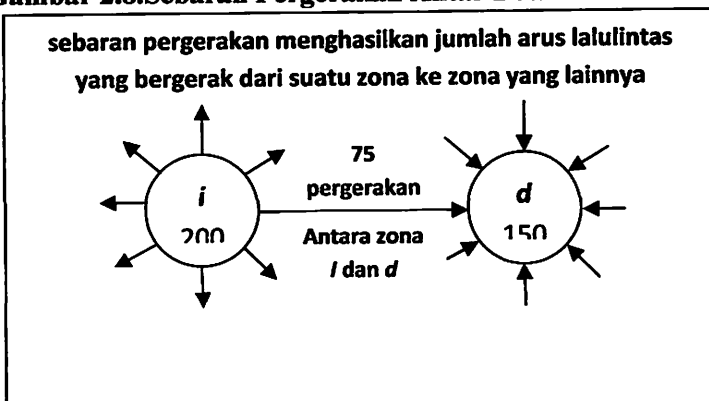 sebaran pergerakan menghasilkan jumlah arus lalulintas
yang bergerak dari suatu zona ke zona yang lainnya
75
pergerakan
i
200
d
150
Antara zona
I dan d